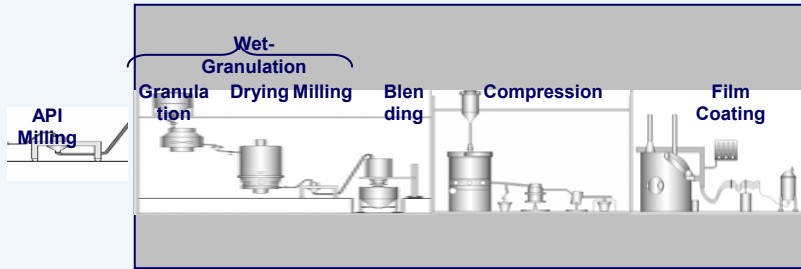 Wet-
Granulation
Granula
tion
Drying
Milling
Blen
ding
Compression
Film
Coating
API
Milling